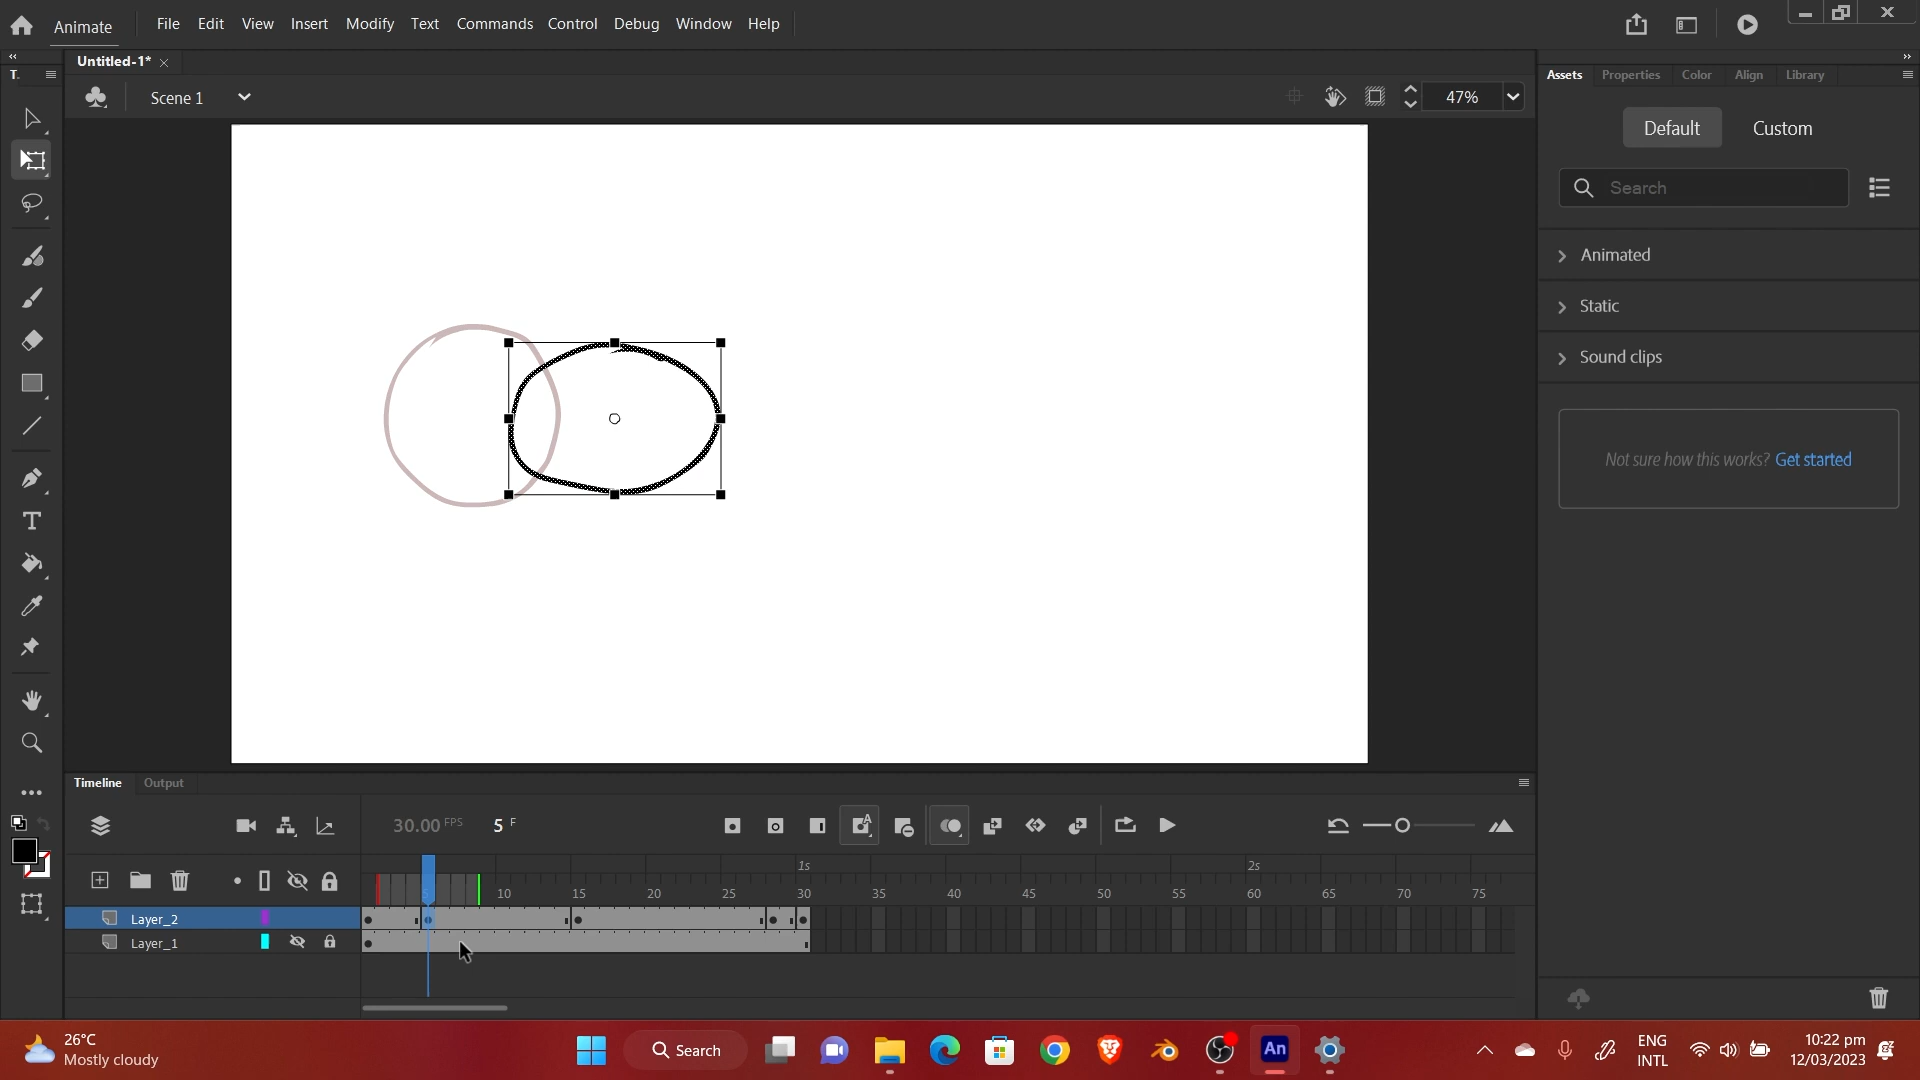 Animate File Edit View Insert Modify Text Commands Control Debug Window Help
T. Untitled-1* Assets Properties Color Align Library
Scene 1 47%
Default Custom
Search
Animated
Static
Sound clips
Not sure how this works? Get started
T
Timeline Output
30.00 FPS 5 F
1s 2s
5 10 15 20 25 30 35 40 45 50 55 60 65 70 75
Layer_2
Layer_1
26°C
Mostly cloudy
Search
An
ENG
INTL
10:22 pm
12/03/2023